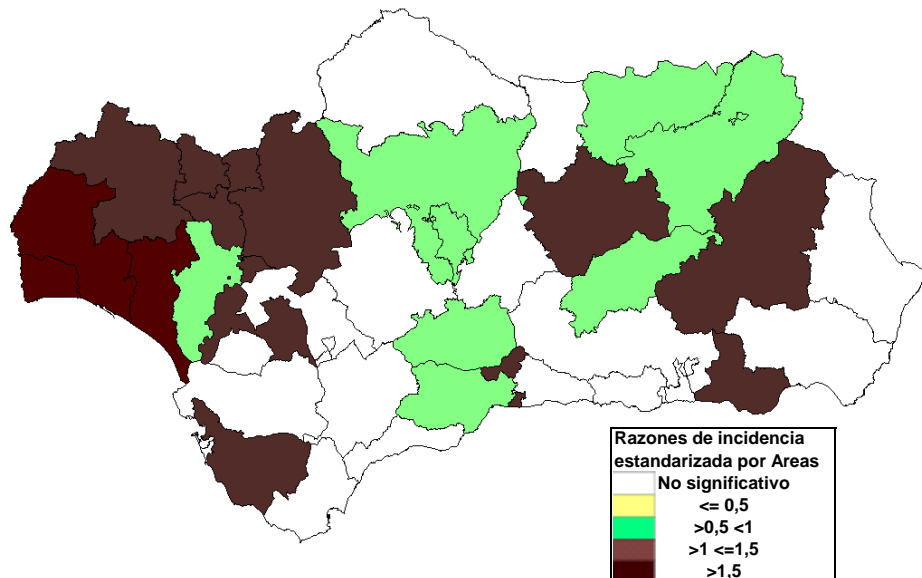 Razones de incidencia
estandarizada por Areas
No significativo
<= 0,5
>0,5 <1
>1 <=1,5
>1,5